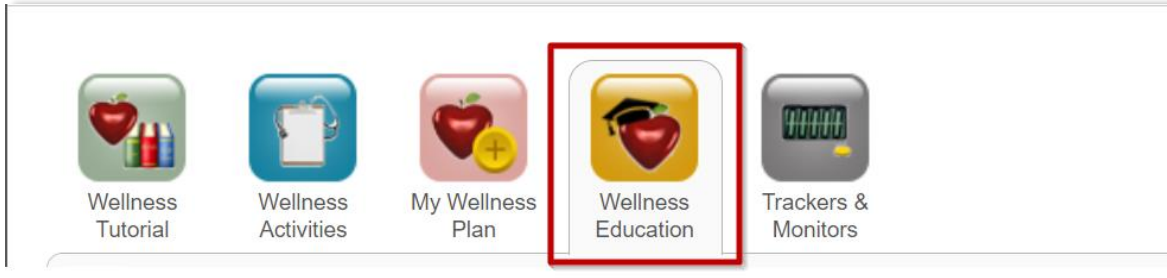 Wellness
Tutorial
Wellness
Activities
My Wellness
Plan
Wellness
Education
Trackers &
Monitors